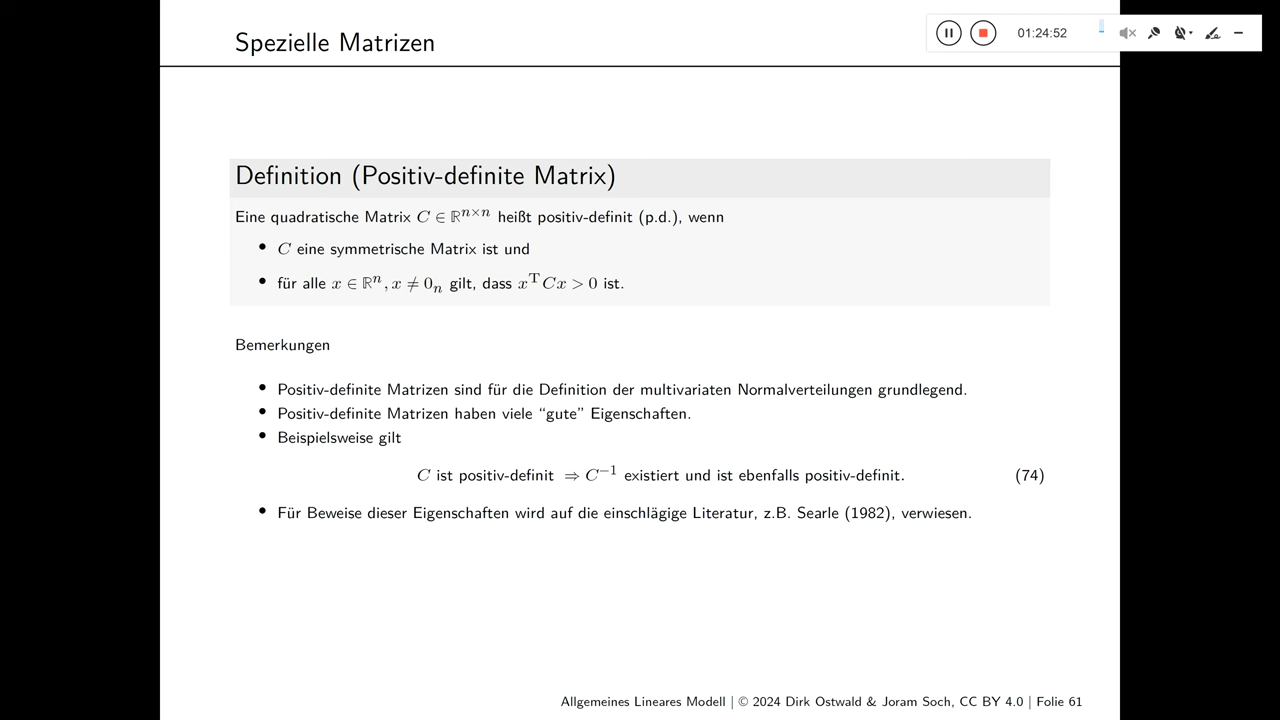 Spezielle Matrizen
01:24:52
Definition (Positiv-definite Matrix)
Eine quadratische Matrix C ∈ ℝⁿˣⁿ heißt positiv-definit (p.d.), wenn
• C eine symmetrische Matrix ist und
• für alle x ∈ ℝⁿ, x ≠ 0ₙ gilt, dass xᵀCx > 0 ist.
Bemerkungen
• Positiv-definite Matrizen sind für die Definition der multivariaten Normalverteilungen grundlegend.
• Positiv-definite Matrizen haben viele “gute” Eigenschaften.
• Beispielsweise gilt
C ist positiv-definit ⇒ C⁻¹ existiert und ist ebenfalls positiv-definit. (74)
• Für Beweise dieser Eigenschaften wird auf die einschlägige Literatur, z.B. Searle (1982), verwiesen.
Allgemeines Lineares Modell | © 2024 Dirk Ostwald & Joram Soch, CC BY 4.0 | Folie 61